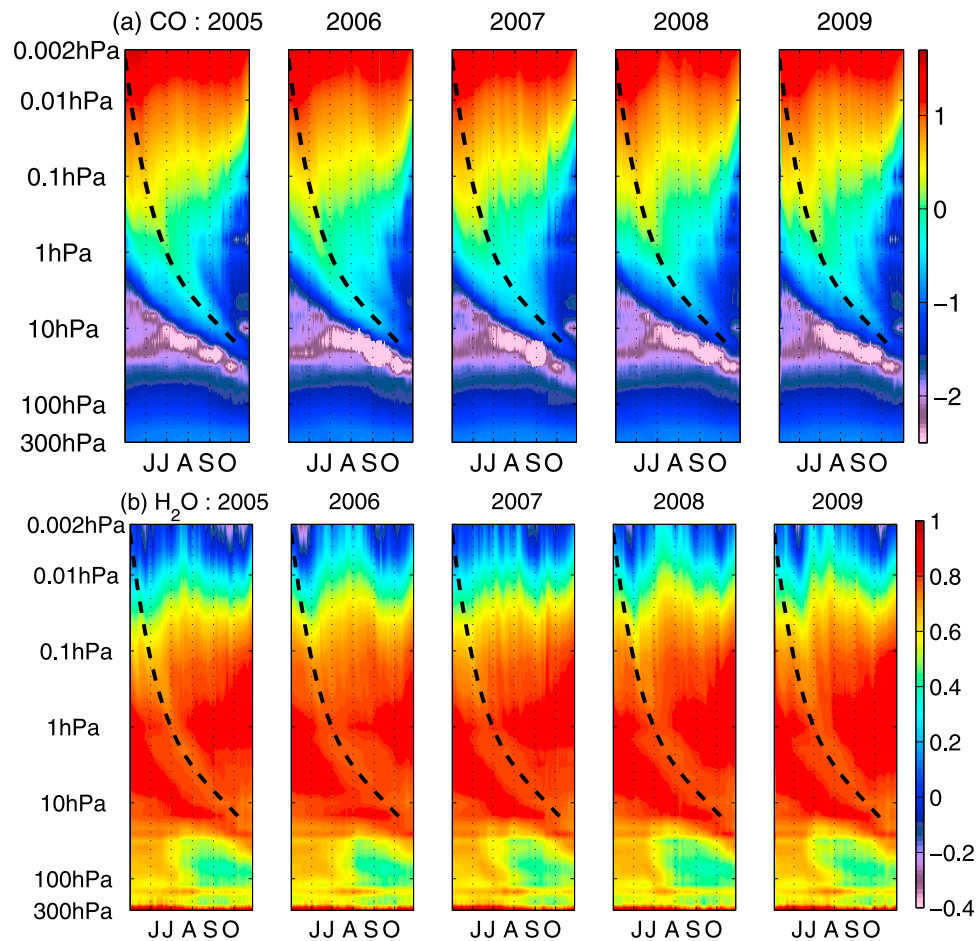 (a) CO : 2005 2006 2007 2008 2009
0.002hPa
0.01hPa
0.1hPa
1hPa
10hPa
100hPa
300hPa
JJ A S O JJ A S O JJ A S O JJ A S O JJ A S O
1
0
−1
−2
(b) H2O : 2005 2006 2007 2008 2009
0.002hPa
0.01hPa
0.1hPa
1hPa
10hPa
100hPa
300hPa
JJ A S O JJ A S O JJ A S O JJ A S O JJ A S O
1
0.8
0.6
0.4
0.2
0
−0.2
−0.4